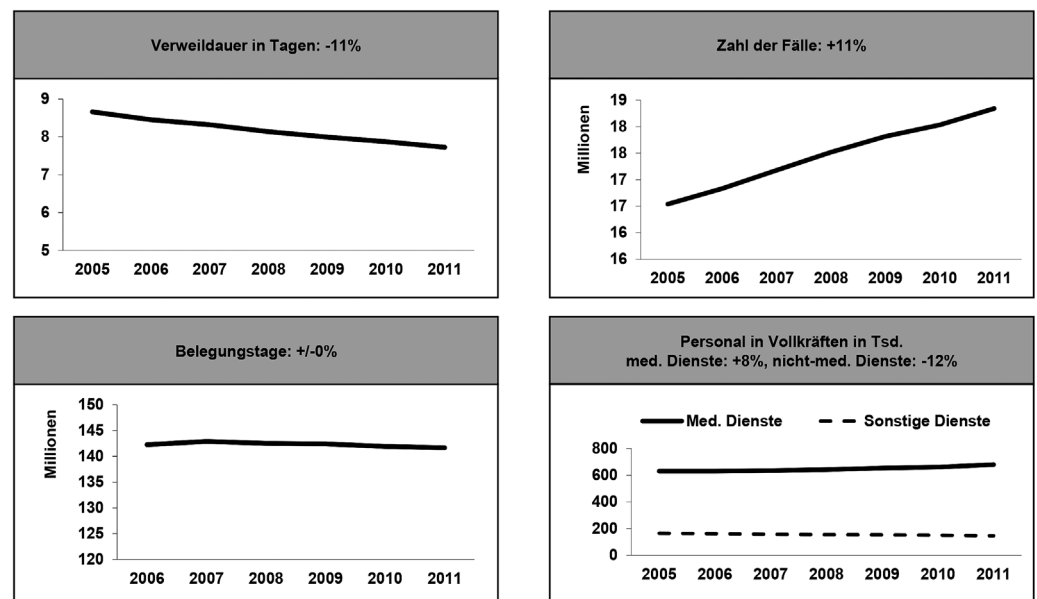 Verweildauer in Tagen: -11%
9
8
7
6
5
2005 2006 2007 2008 2009 2010 2011
Zahl der Fälle: +11%
Millionen
19
18
18
17
17
16
16
2005 2006 2007 2008 2009 2010 2011
Belegungstage: +/-0%
Millionen
150
145
140
135
130
125
120
2006 2007 2008 2009 2010 2011
Personal in Vollkräften in Tsd.
med. Dienste: +8%, nicht-med. Dienste: -12%
Med. Dienste Sonstige Dienste
800
600
400
200
0
2005 2006 2007 2008 2009 2010 2011